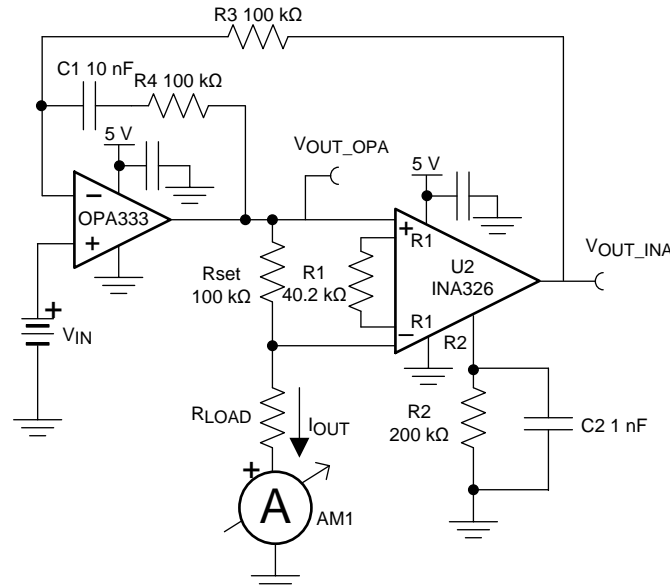 R3 100 kΩ
C1 10 nF
R4 100 kΩ
5 V
VOUT_OPA
5 V
−
OPA333
+
+
VIN
Rset
100 kΩ
R1
40.2 kΩ
+
R1
R1
−
U2
INA326
R2
VOUT_INA
RLOAD
IOUT
R2
200 kΩ
C2 1 nF
+
A
AM1